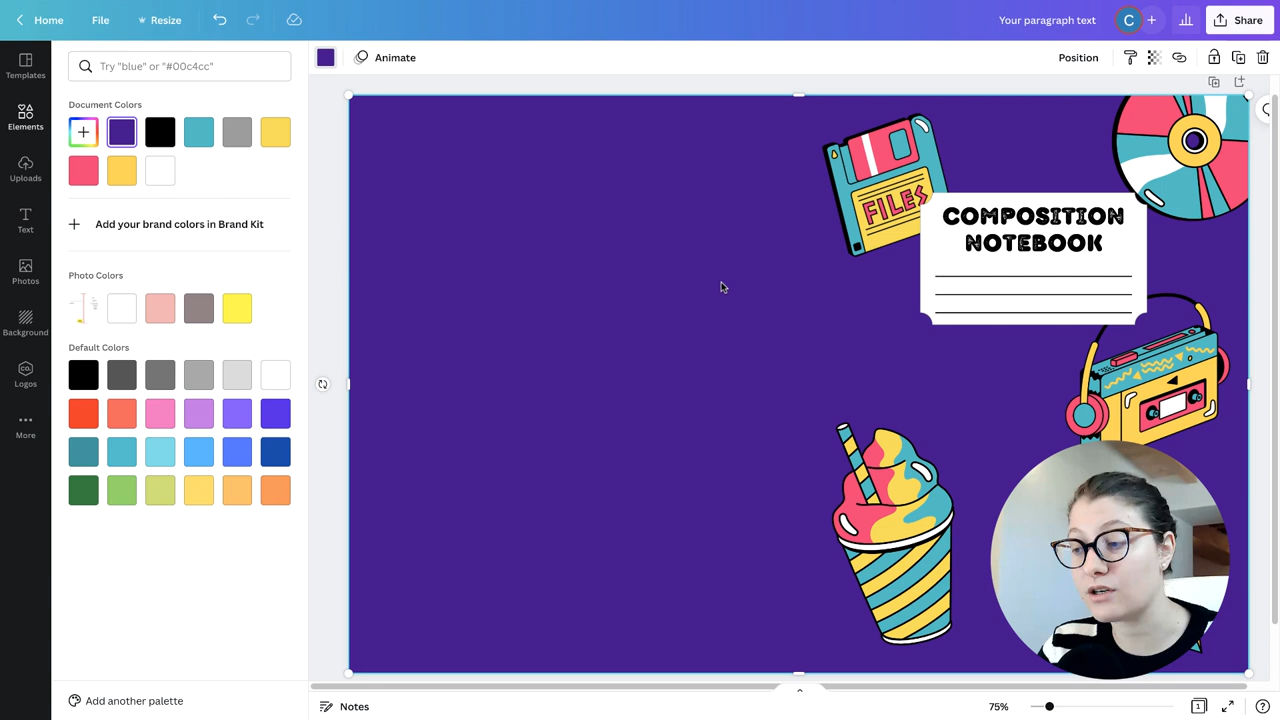 Home
File
Resize
Your paragraph text
C
Share
Templates
Elements
Uploads
Text
Photos
Background
CO.
Logos
More
Try "blue" or "#00c4cc"
Document Colors
Add your brand colors in Brand Kit
Photo Colors
Default Colors
Add another palette
Animate
Position
FILES
COMPOSITION
NOTEBOOK
Notes
75%
1